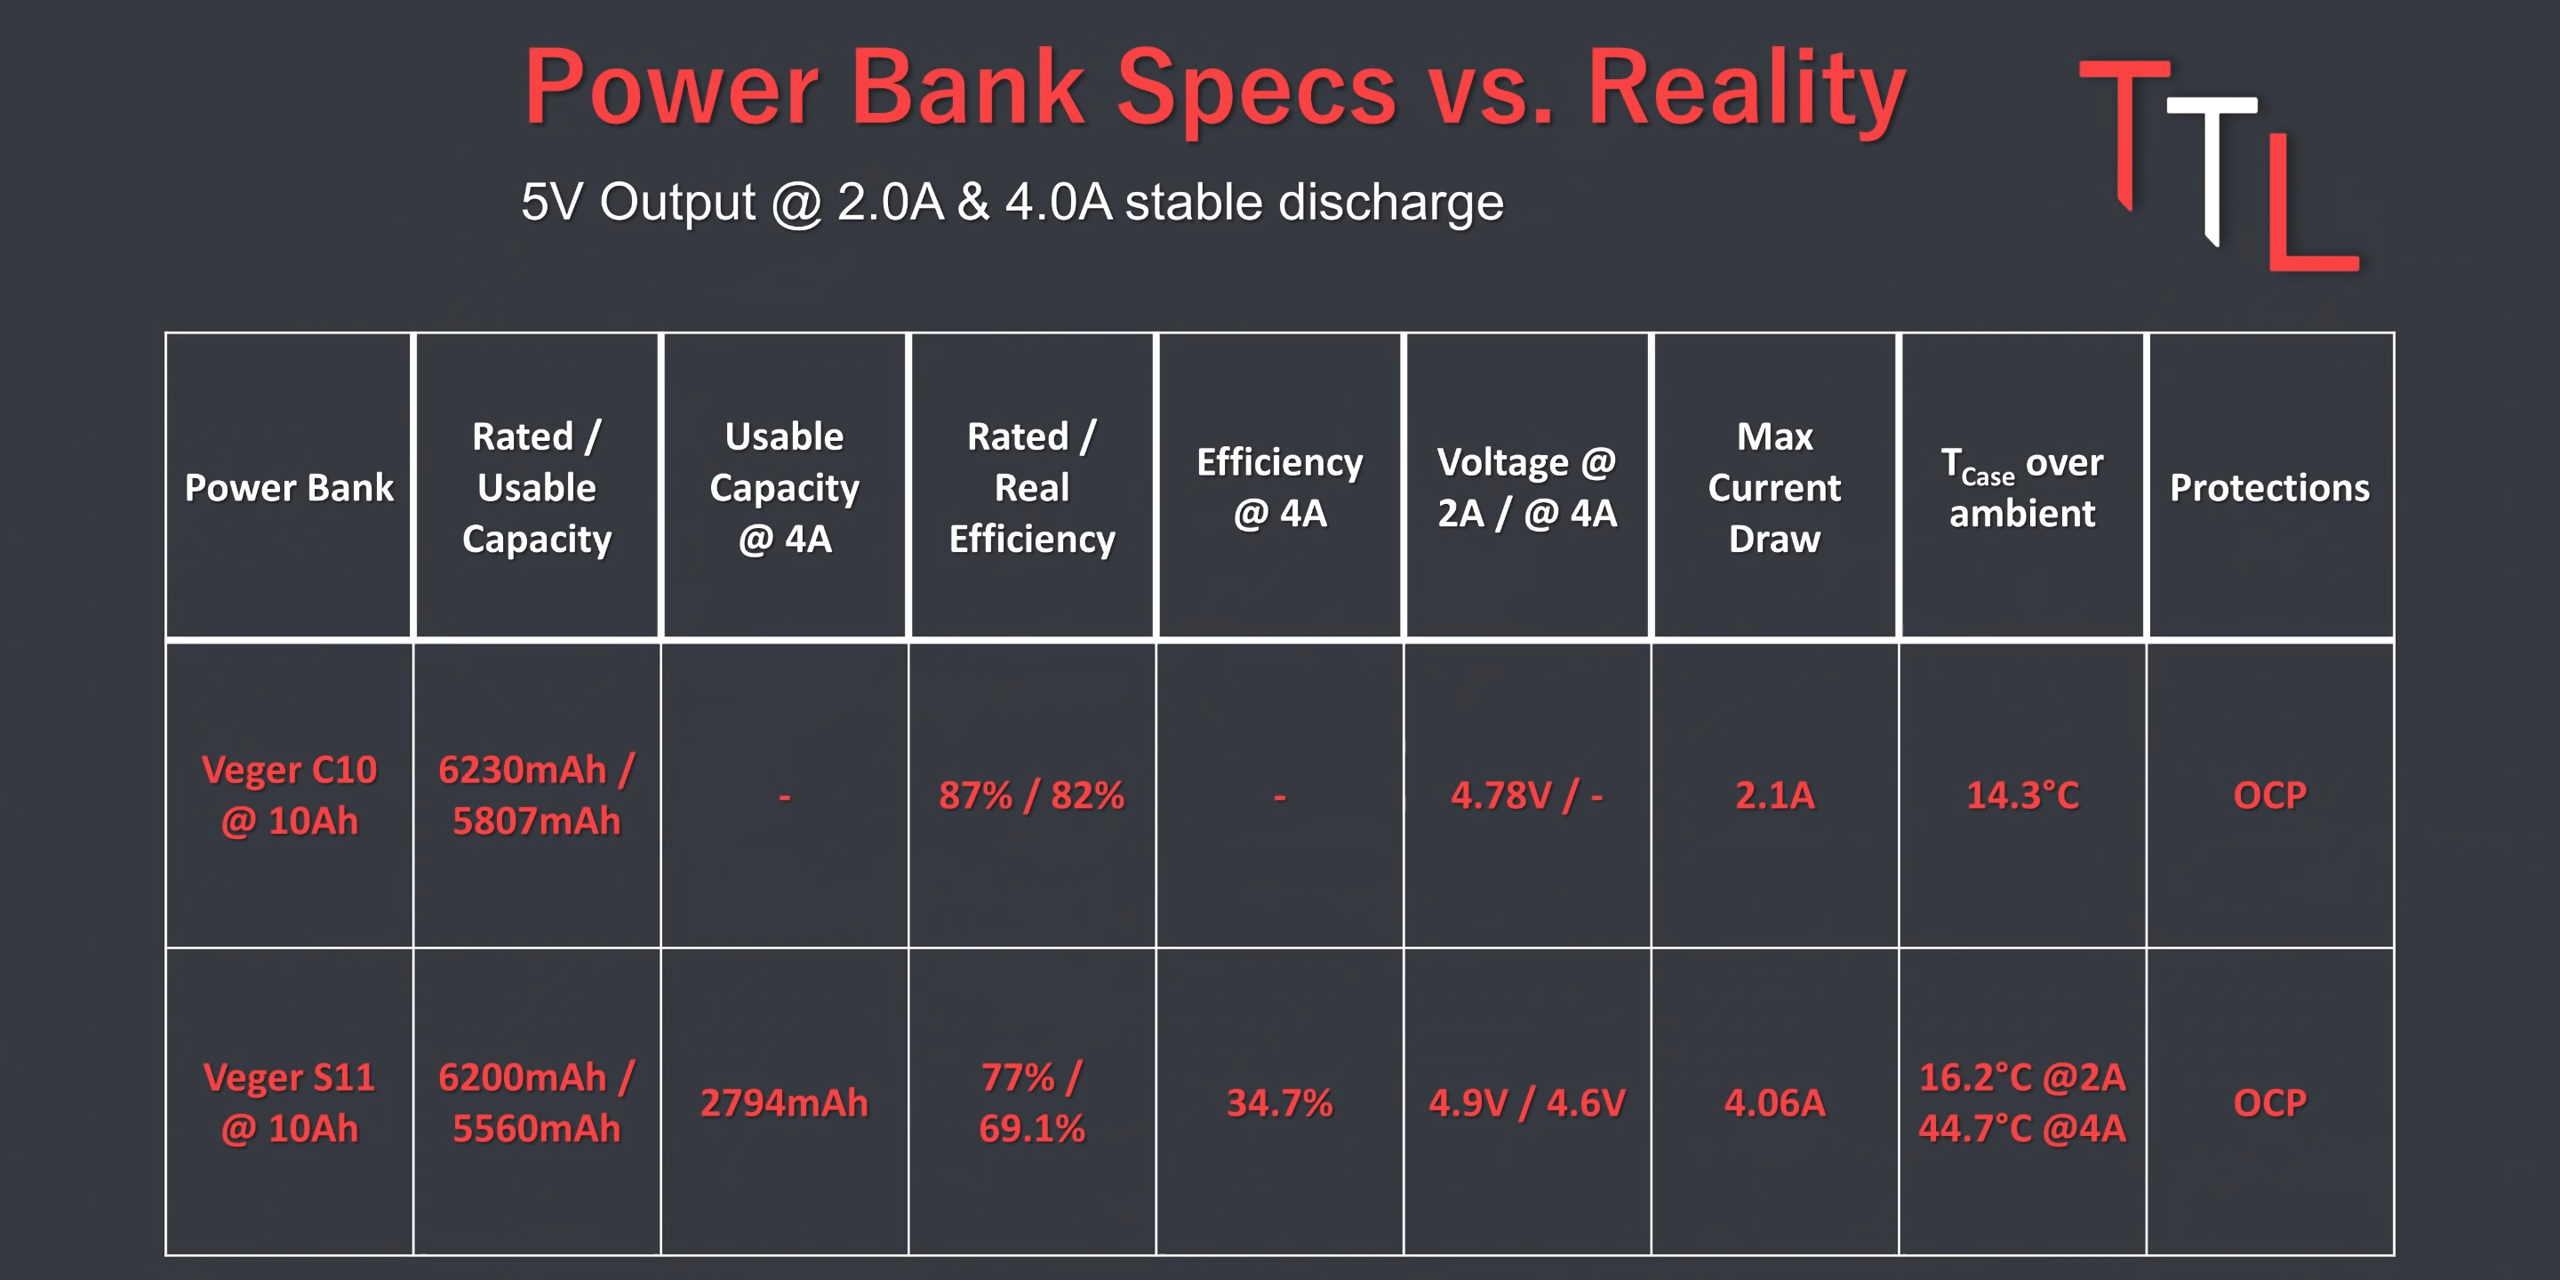 Power Bank Specs vs. Reality
TTL
5V Output @ 2.0A & 4.0A stable discharge
Power Bank
Rated /
Usable
Capacity
Usable
Capacity
@ 4A
Rated /
Real
Efficiency
Efficiency
@ 4A
Voltage @
2A / @ 4A
Max
Current
Draw
TCase over
ambient
Protections
Veger C10
@ 10Ah
6230mAh /
5807mAh
-
87% / 82%
-
4.78V / -
2.1A
14.3°C
OCP
Veger S11
@ 10Ah
6200mAh /
5560mAh
2794mAh
77% /
69.1%
34.7%
4.9V / 4.6V
4.06A
16.2°C @2A
44.7°C @4A
OCP